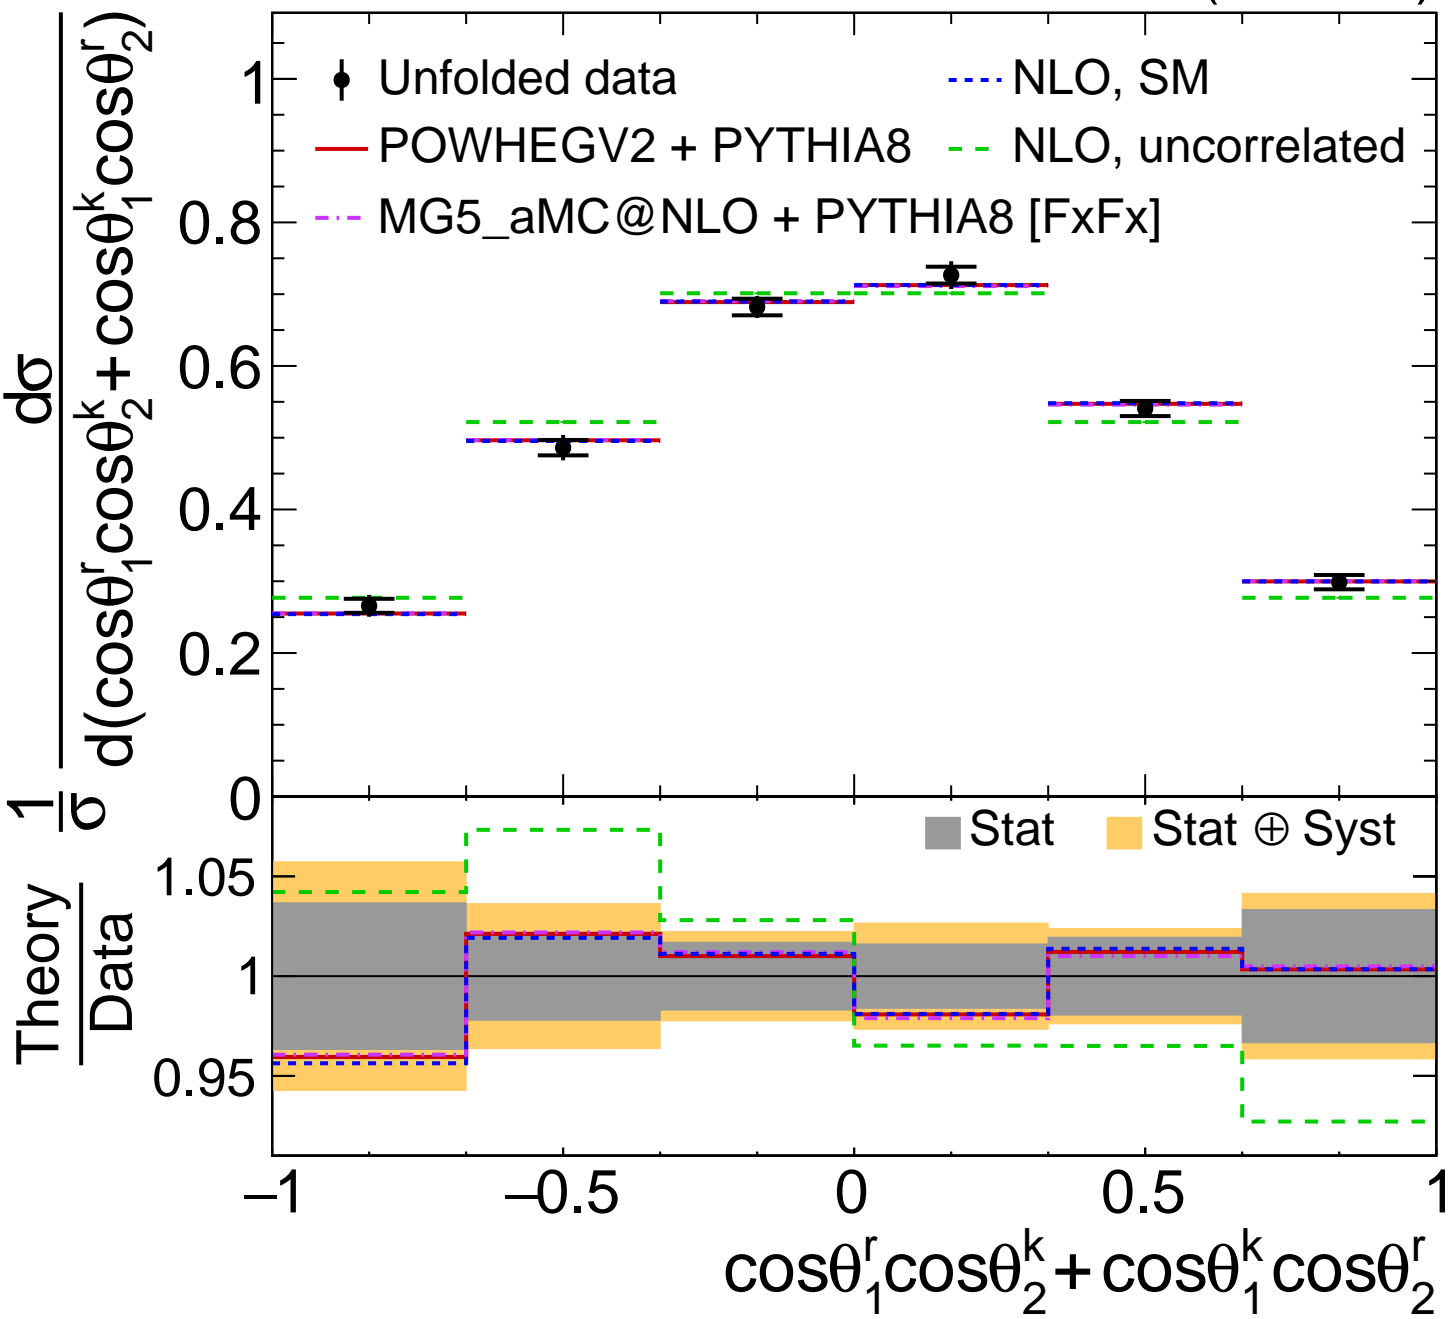 1/σ dσ/d(cosθ₁ʳcosθ₂ᵏ+cosθ₁ᵏcosθ₂ʳ)
Unfolded data
NLO, SM
POWHEGV2 + PYTHIA8
NLO, uncorrelated
MG5_aMC@NLO + PYTHIA8 [FxFx]
1
0.8
0.6
0.4
0.2
0
Stat
Stat ⊕ Syst
Theory
Data
1.05
1
0.95
−1
−0.5
0
0.5
1
cosθ₁ʳcosθ₂ᵏ+cosθ₁ᵏcosθ₂ʳ